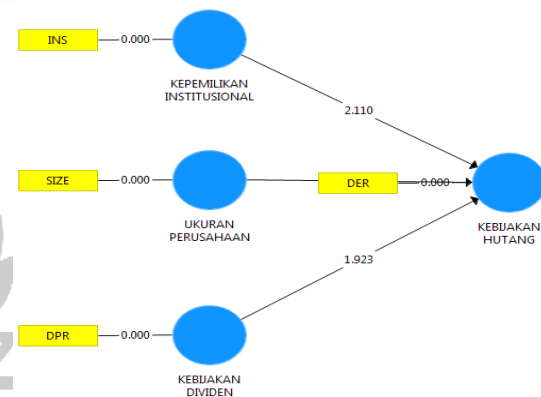 INS
0.000
KEPEMILIKAN
INSTITUSIONAL
2.110
SIZE
0.000
UKURAN
PERUSAHAAN
DER
0.000
KEBIJAKAN
HUTANG
1.923
DPR
0.000
KEBIJAKAN
DIVIDEN